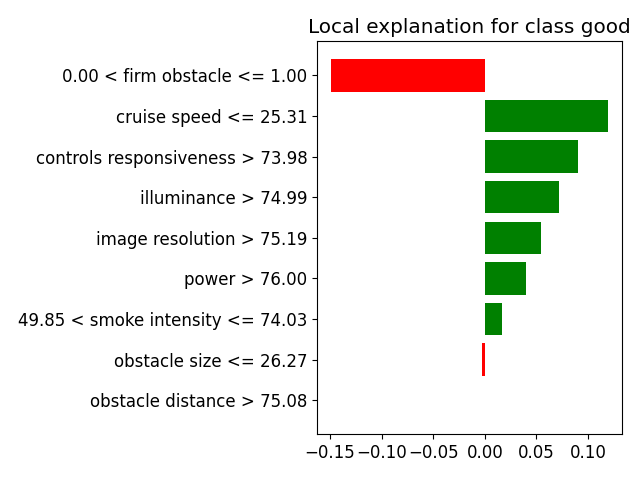 Local explanation for class good
0.00 < firm obstacle <= 1.00
cruise speed <= 25.31
controls responsiveness > 73.98
illuminance > 74.99
image resolution > 75.19
power > 76.00
49.85 < smoke intensity <= 74.03
obstacle size <= 26.27
obstacle distance > 75.08
−0.15 −0.10 −0.05 0.00 0.05 0.10